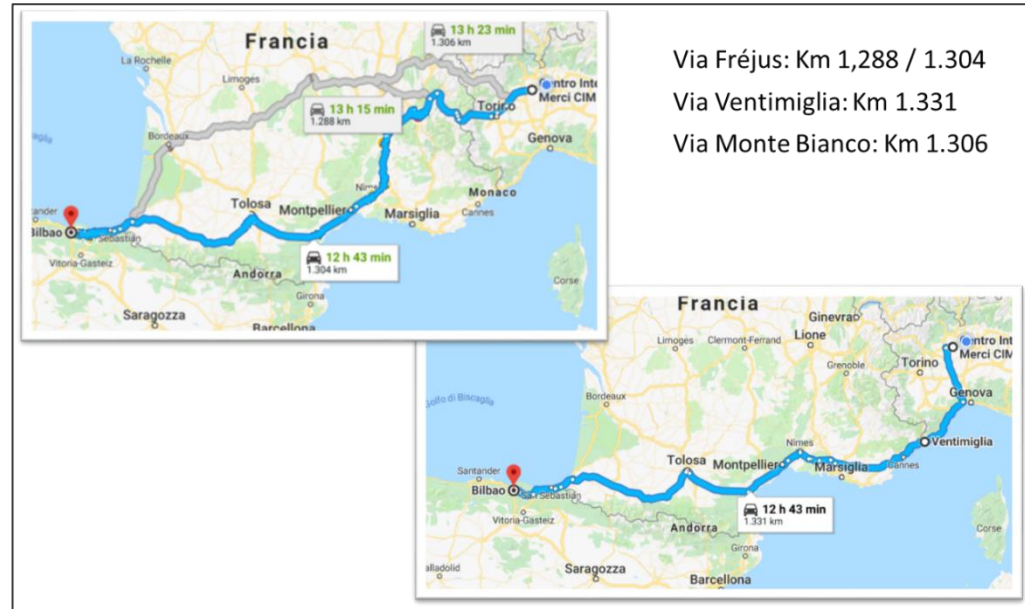 Via Fréjus: Km 1,288 / 1.304
Via Ventimiglia: Km 1.331
Via Monte Bianco: Km 1.306
Francia
13 h 23 min
1.306 km
La Rochelle
Limoges
Centro Inte
Merci CIM
13 h 15 min
1.288 km
Torino
Bordeaux
Genova
Nimes
Monaco
Tolosa
Montpellier
Cannes
Marsiglia
Bilbao
Sebastián
12 h 43 min
1.304 km
Vitoria-Gasteiz
Andorra
Girona
Corse
Saragozza
Barcellona
Francia
Ginevra
Limoges
Clermont-Ferrand
Lione
Centro Int
Merci CIM
Torino
Grenoble
Golfo di Biscaglia
Bordeaux
Genova
Nimes
Ventimiglia
Tolosa
Montpellier
Cannes
Santander
Marsiglia
Bilbao
San Sebastián
12 h 43 min
1.331 km
Vitoria-Gasteiz
Andorra
Corse
Girona
Saragozza
alladolid
Barcellona